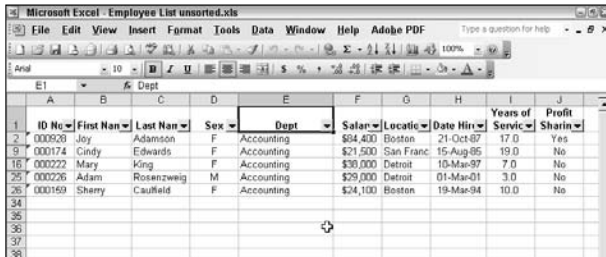 Microsoft Excel - Employee List unsorted.xls
File Edit View Insert Format Tools Data Window Help Adobe PDF Type a question for help
100%
Arial 10 B I U $ % ,
E1 fx Dept
A B C D E F G H I J
1 ID No First Nam Last Nam Sex Dept Salar Locatio Date Hire Years of Servic Profit Sharin
2 000928 Joy Adamson F Accounting $84,400 Boston 21-Oct-87 17.0 Yes
9 000174 Cindy Edwards F Accounting $21,500 San Franc 15-Aug-85 19.0 No
16 000222 Mary King F Accounting $38,000 Detroit 10-Mar-97 7.0 No
25 000226 Adam Rosenzweig M Accounting $29,000 Detroit 01-Mar-01 3.0 No
26 000159 Sherry Caulfield F Accounting $24,100 Boston 19-Mar-94 10.0 No
34
35
36
37
38